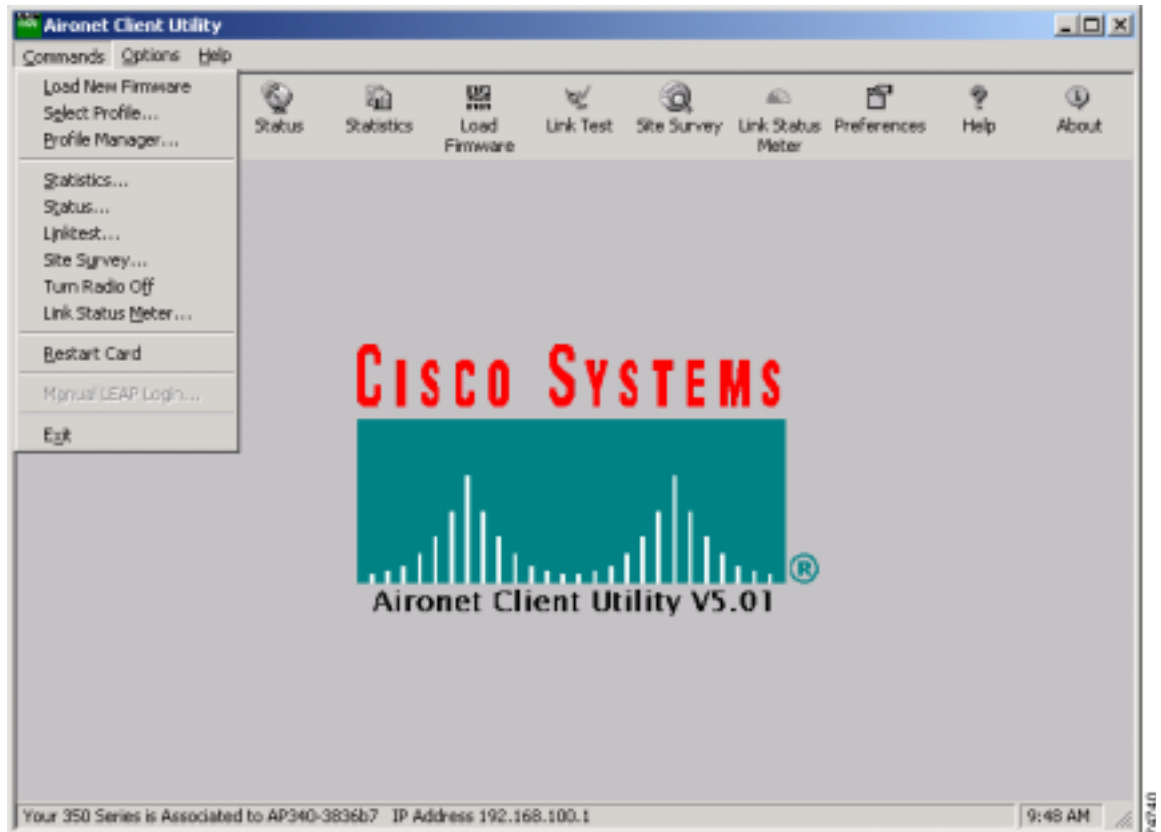 Aironet Client Utility
Commands Options Help
Load New Firmware
Select Profile...
Profile Manager...
Statistics...
Status...
Linktest...
Site Survey...
Turn Radio Off
Link Status Meter...
Restart Card
Manual LEAP Login...
Exit
Status
Statistics
Load
Firmware
Link Test
Site Survey
Link Status
Meter
Preferences
Help
About
CISCO SYSTEMS
®
Aironet Client Utility V5.01
Your 350 Series is Associated to AP340-3836b7 IP Address 192.168.100.1
9:48 AM